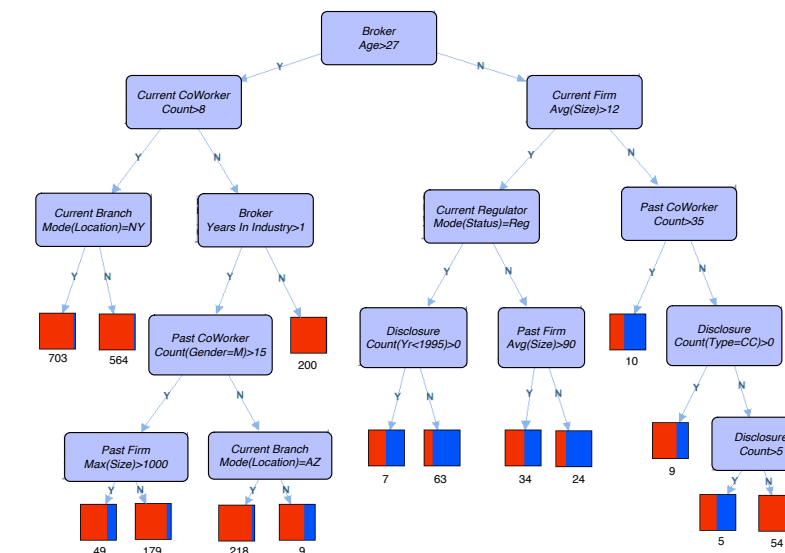 Broker
Age>27
Y
N
Current CoWorker
Count>8
Current Firm
Avg(Size)>12
Y
N
Y
N
Current Branch
Mode(Location)=NY
Broker
Years In Industry>1
Current Regulator
Mode(Status)=Reg
Past CoWorker
Count>35
Y
N
Y
N
Y
N
Y
N
703
564
Past CoWorker
Count(Gender=M)>15
200
Disclosure
Count(Yr<1995)>0
Past Firm
Avg(Size)>90
10
Disclosure
Count(Type=CC)>0
Y
N
Y
N
Y
N
Y
N
Past Firm
Max(Size)>1000
Current Branch
Mode(Location)=AZ
7
63
34
24
9
Disclosure
Count>5
Y
N
Y
N
Y
N
49
179
218
9
5
54